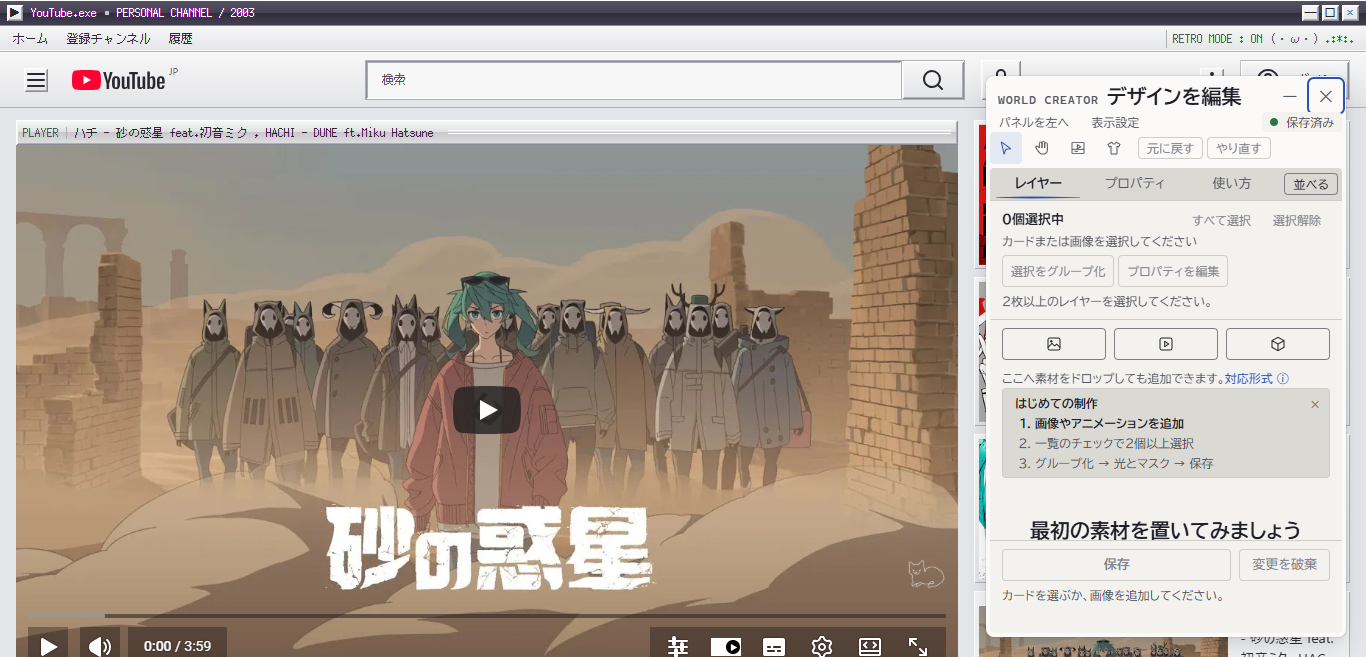 YouTube.exe ▪ PERSONAL CHANNEL / 2003
ホーム 登録チャンネル 履歴
RETRO MODE : ON (・ω・) .:*:.
YouTube JP
検索
WORLD CREATOR デザインを編集
パネルを左へ 表示設定
保存済み
元に戻す やり直す
レイヤー プロパティ 使い方 並べる
0個選択中 すべて選択 選択解除
カードまたは画像を選択してください
選択をグループ化 プロパティを編集
2枚以上のレイヤーを選択してください。
ここへ素材をドロップしても追加できます。対応形式 ⓘ
はじめての制作
1. 画像やアニメーションを追加
2. 一覧のチェックで2個以上選択
3. グループ化 → 光とマスク → 保存
最初の素材を置いてみましょう
保存 変更を破棄
カードを選ぶか、画像を追加してください。
PLAYER ハチ - 砂の惑星 feat.初音ミク , HACHI - DUNE ft.Miku Hatsune
砂の惑星
0:00 / 3:59
- 砂の惑星 feat.